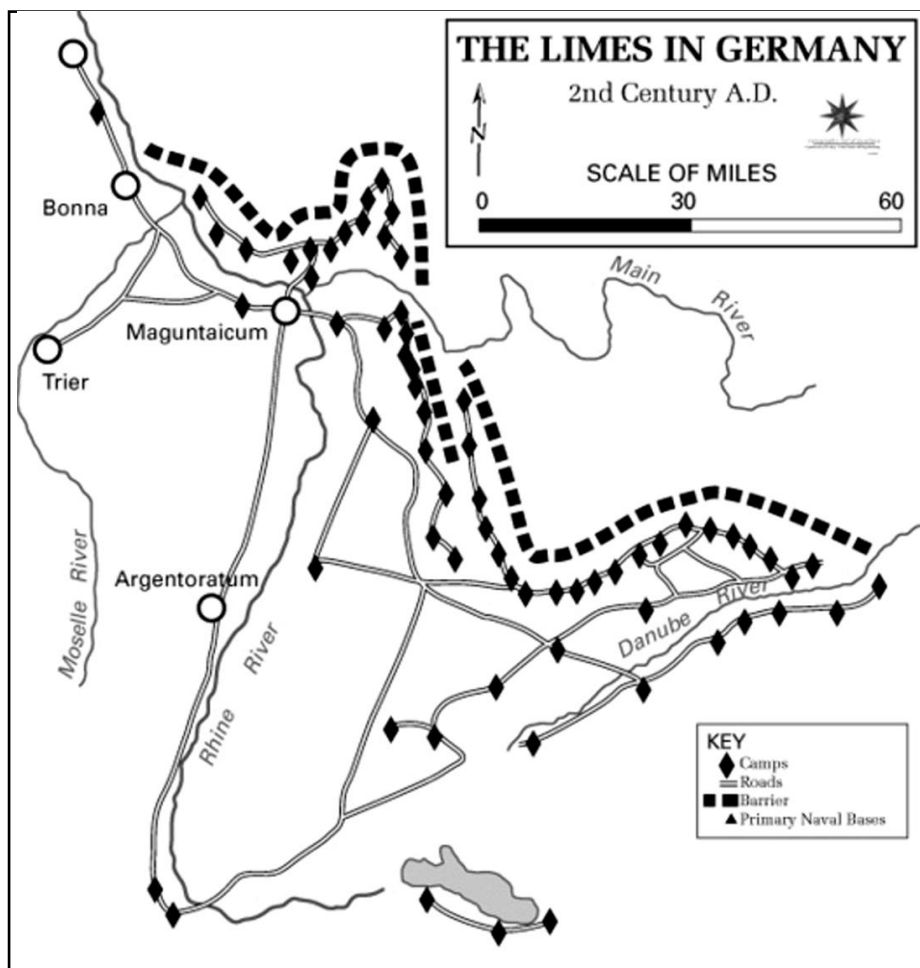 THE LIMES IN GERMANY
2nd Century A.D.
N
SCALE OF MILES
0 30 60
Bonna
Main River
Maguntaicum
Trier
Argentoratum
Moselle River
Rhine River
Danube River
KEY
Camps
Roads
Barrier
Primary Naval Bases